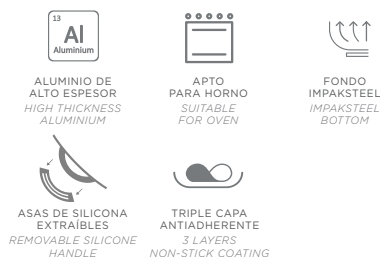 13
Al
Aluminium
ALUMINIO DE
ALTO ESPESOR
HIGH THICKNESS
ALUMINIUM
APTO
PARA HORNO
SUITABLE
FOR OVEN
FONDO
IMPAKSTEEL
IMPAKSTEEL
BOTTOM
ASAS DE SILICONA
EXTRAÍBLES
REMOVABLE SILICONE
HANDLE
TRIPLE CAPA
ANTIADHERENTE
3 LAYERS
NON-STICK COATING